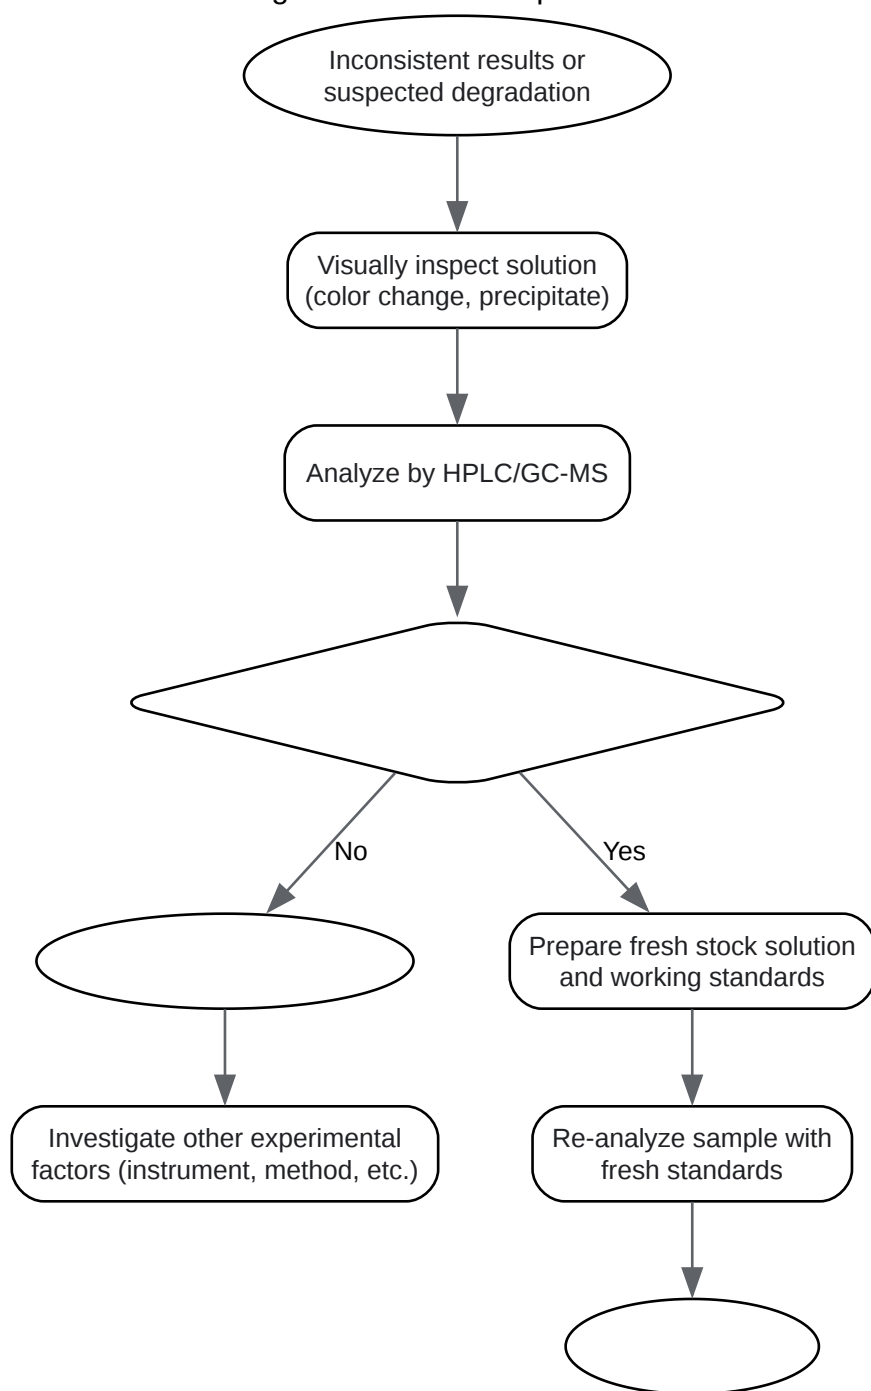 Inconsistent results or
suspected degradation
Visually inspect solution
(color change, precipitate)
Analyze by HPLC/GC-MS
No
Yes
Prepare fresh stock solution
and working standards
Investigate other experimental
factors (instrument, method, etc.)
Re-analyze sample with
fresh standards